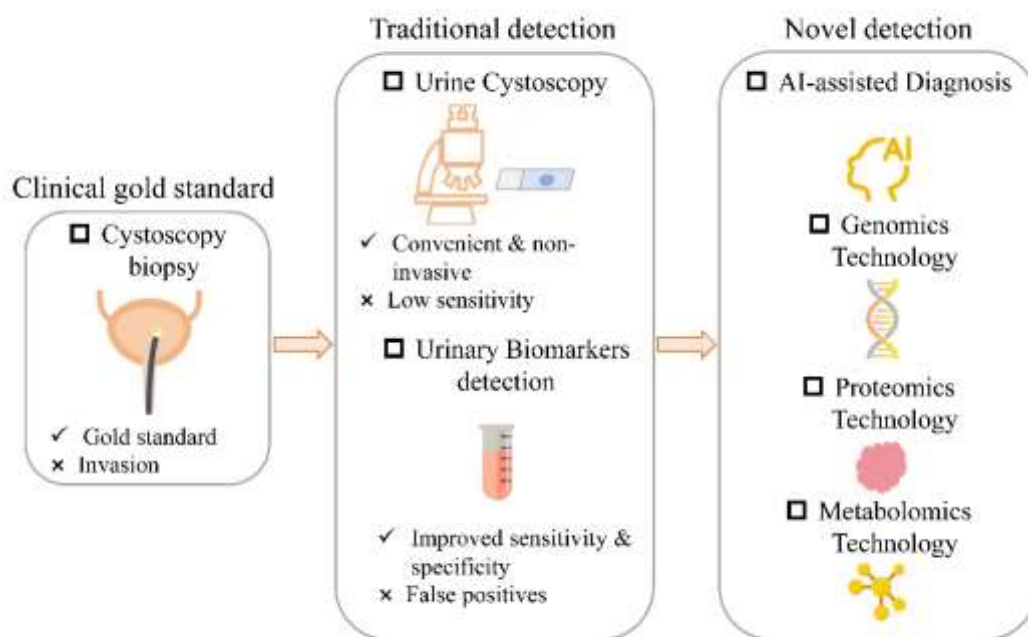 Clinical gold standard
Cystoscopy
biopsy
✓ Gold standard
× Invasion
Traditional detection
Urine Cystoscopy
✓ Convenient & non-
invasive
× Low sensitivity
Urinary Biomarkers
detection
✓ Improved sensitivity &
specificity
× False positives
Novel detection
AI-assisted Diagnosis
AI
Genomics
Technology
Proteomics
Technology
Metabolomics
Technology